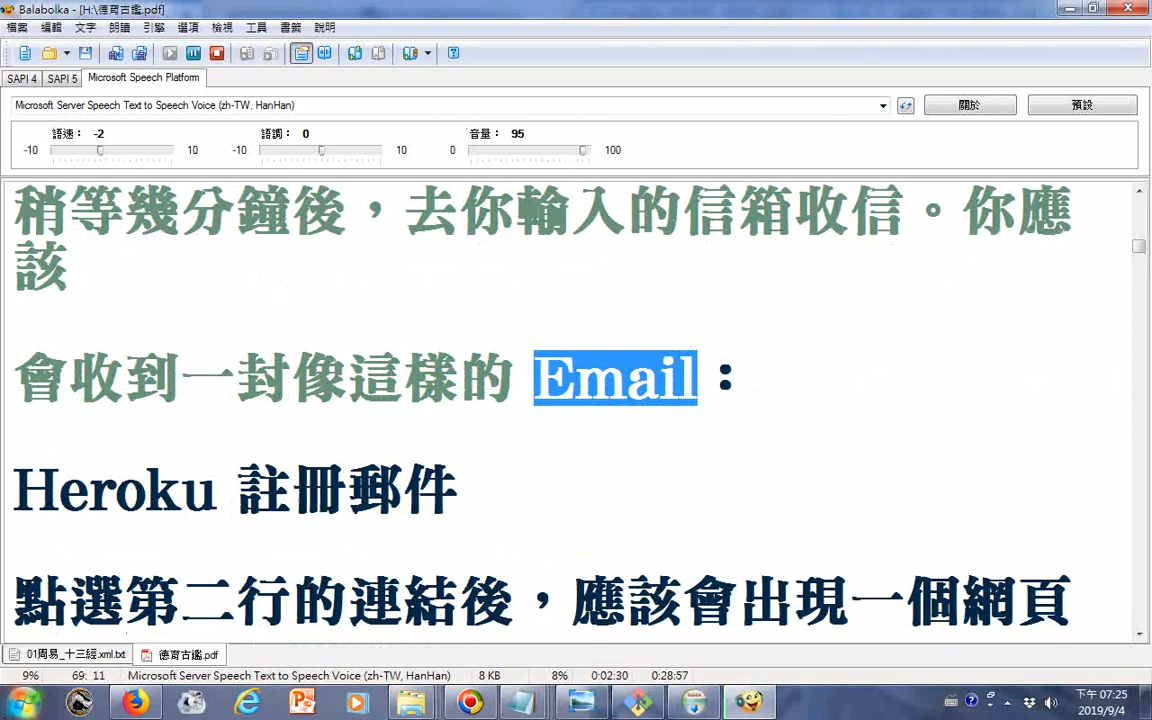 Balabolka - [H:\德育古鑑.pdf]
檔案 編輯 文字 朗讀 引擎 選項 檢視 工具 書籤 說明
SAPI 4 SAPI 5 Microsoft Speech Platform
Microsoft Server Speech Text to Speech Voice (zh-TW, HanHan) 關於 預設
語速： -2 語調： 0 音量： 95
-10 10 -10 10 0 100
稍等幾分鐘後，去你輸入的信箱收信。你應
該
會收到一封像這樣的 Email：
Heroku 註冊郵件
點選第二行的連結後，應該會出現一個網頁
01周易_十三經.xml.txt 德育古鑑.pdf
9% 69: 11 Microsoft Server Speech Text to Speech Voice (zh-TW, HanHan) 8 KB 8% 0:02:30 0:28:57
下午 07:25
2019/9/4